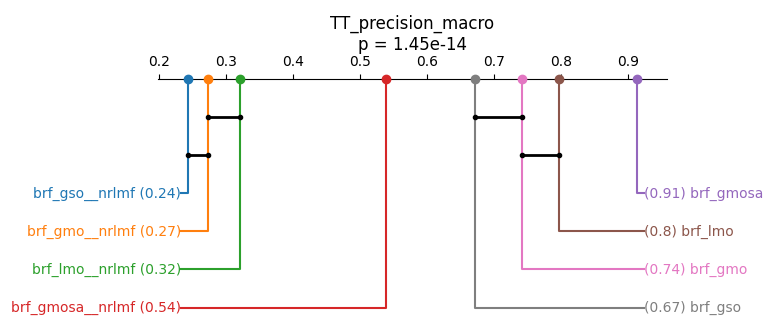 TT_precision_macro
p = 1.45e-14
0.2 0.3 0.4 0.5 0.6 0.7 0.8 0.9
brf_gso__nrlmf (0.24) (0.91) brf_gmosa
brf_gmo__nrlmf (0.27) (0.8) brf_lmo
brf_lmo__nrlmf (0.32) (0.74) brf_gmo
brf_gmosa__nrlmf (0.54) (0.67) brf_gso